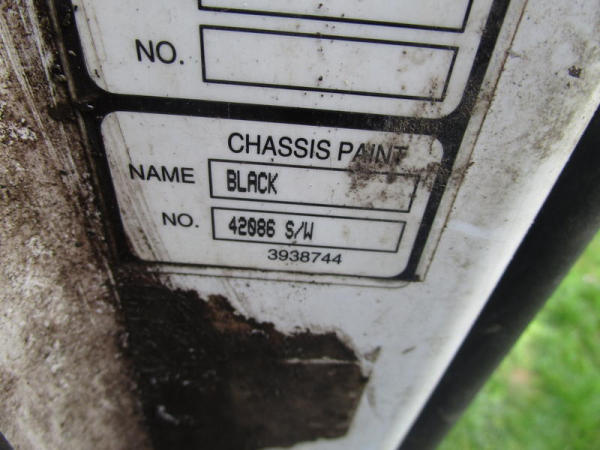 NO.
CHASSIS PAINT
NAME BLACK
NO. 42086 S/W
3938744